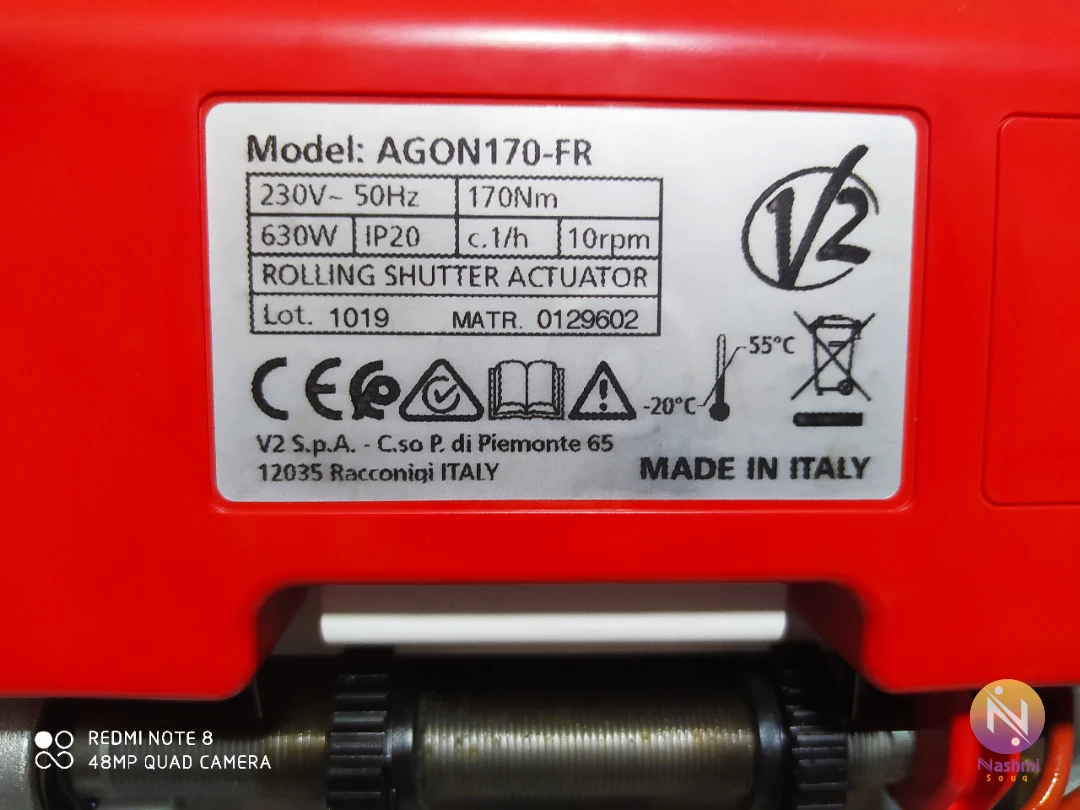 Model: AGON170-FR
230V~ 50Hz 170Nm
630W IP20 c.1/h 10rpm
ROLLING SHUTTER ACTUATOR
Lot. 1019 MATR. 0129602
V2
55°C
-20°C
CE
V2 S.p.A. - C.so P. di Piemonte 65
12035 Racconigi ITALY
MADE IN ITALY
REDMI NOTE 8
48MP QUAD CAMERA
Nashmi
Souq